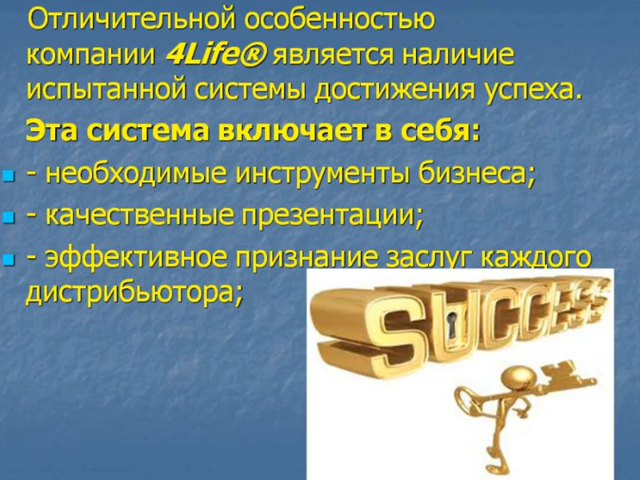 Отличительной особенностью
компании 4Life® является наличие
испытанной системы достижения успеха.
Эта система включает в себя:
- необходимые инструменты бизнеса;
- качественные презентации;
- эффективное признание заслуг каждого
дистрибьютора;
SUCCESS